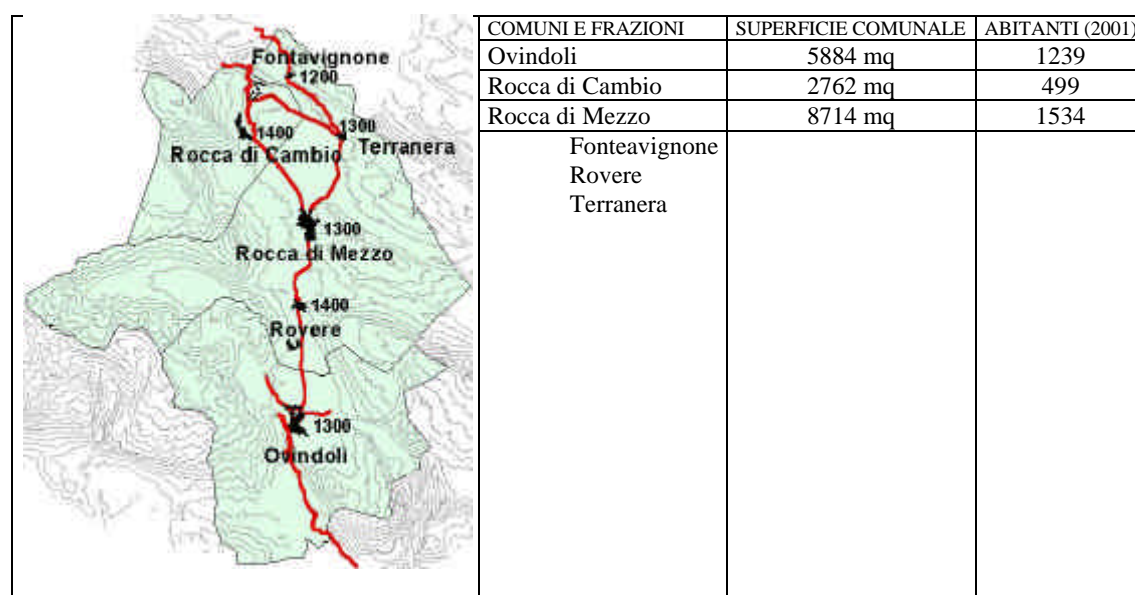 Fontavignone
1200
1400
Rocca di Cambio
1300
Terranera
1300
Rocca di Mezzo
1400
Rovere
1300
Ovindoli
COMUNI E FRAZIONI SUPERFICIE COMUNALE ABITANTI (2001)
Ovindoli 5884 mq 1239
Rocca di Cambio 2762 mq 499
Rocca di Mezzo 8714 mq 1534
Fonteavignone
Rovere
Terranera